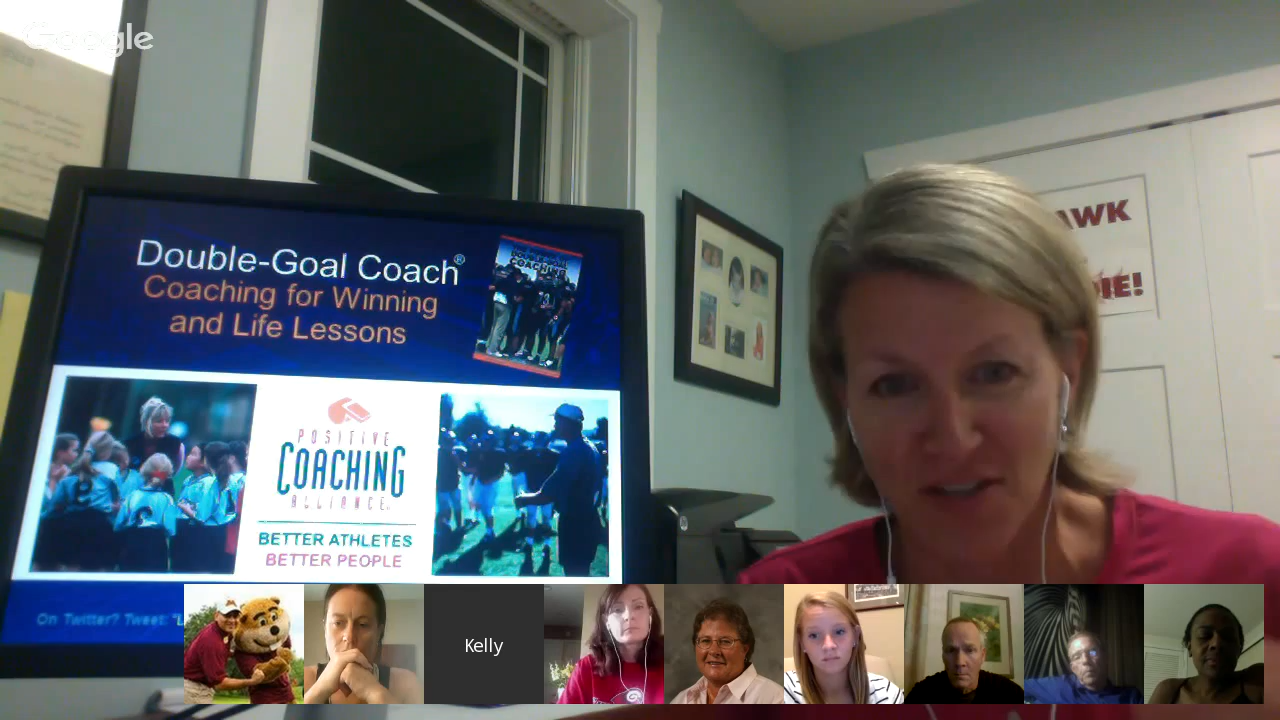 Google
Double-Goal Coach®
Coaching for Winning
and Life Lessons
COACHING
POSITIVE
COACHING
ALLIANCE
BETTER ATHLETES
BETTER PEOPLE
On Twitter? Tweet: "L
AWK
IE!
Kelly